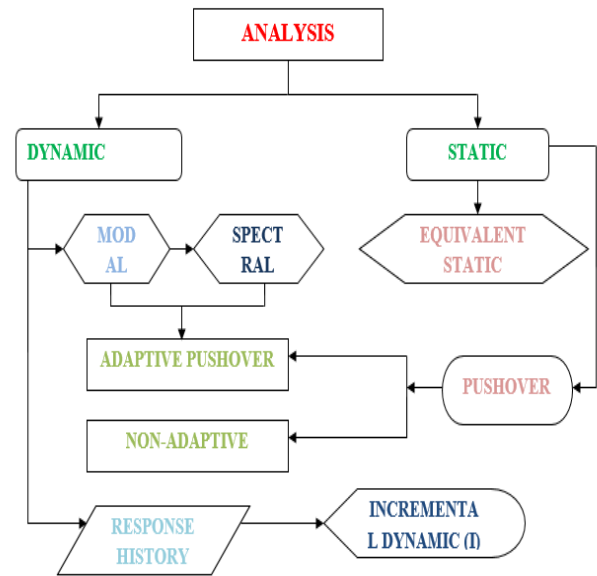 ANALYSIS
DYNAMIC
STATIC
MOD
AL
SPECT
RAL
EQUIVALENT
STATIC
ADAPTIVE PUSHOVER
PUSHOVER
NON-ADAPTIVE
RESPONSE
HISTORY
INCREMENTA
L DYNAMIC (I)